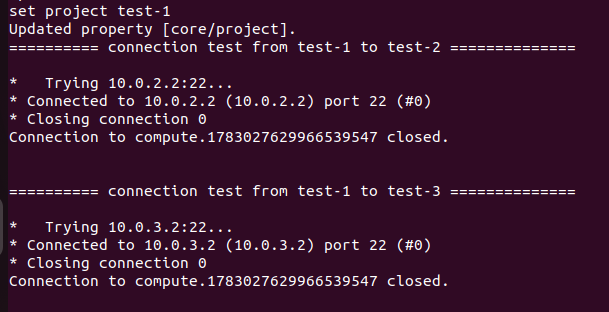 set project test-1
Updated property [core/project].
========== connection test from test-1 to test-2 ==============
*   Trying 10.0.2.2:22...
* Connected to 10.0.2.2 (10.0.2.2) port 22 (#0)
* Closing connection 0
Connection to compute.1783027629966539547 closed.
========== connection test from test-1 to test-3 ==============
*   Trying 10.0.3.2:22...
* Connected to 10.0.3.2 (10.0.3.2) port 22 (#0)
* Closing connection 0
Connection to compute.1783027629966539547 closed.